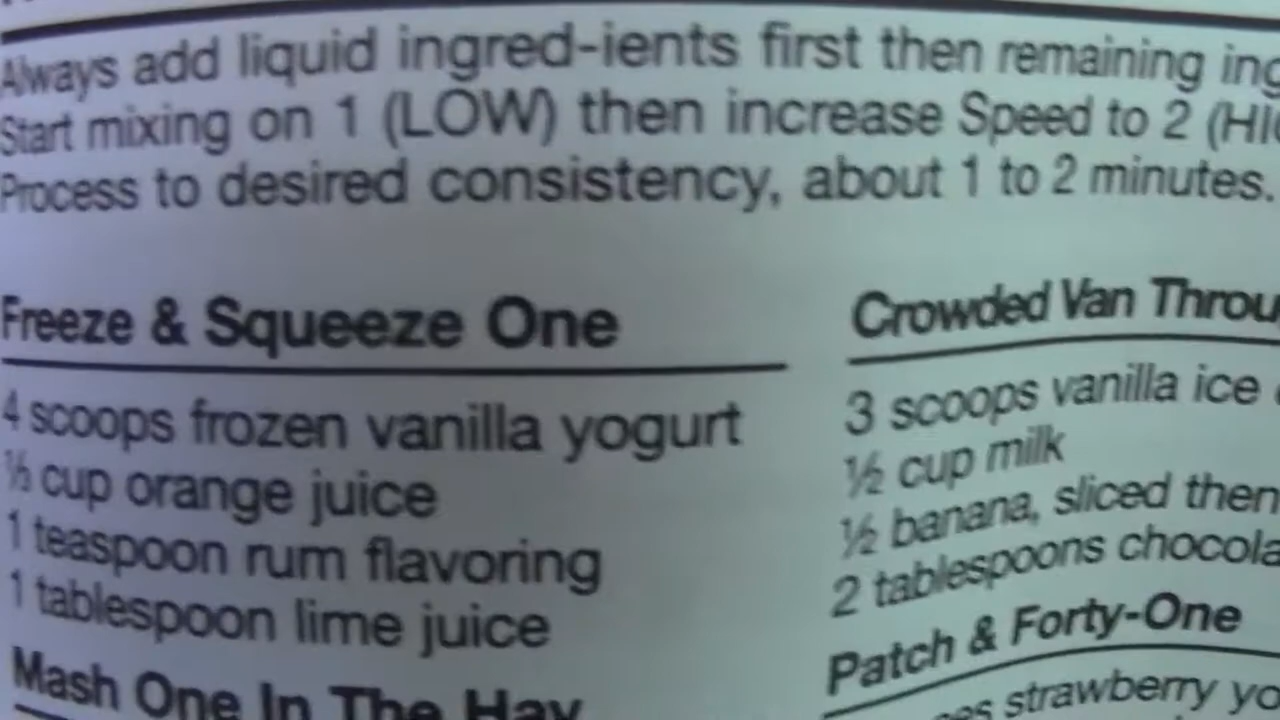 Always add liquid ingred-ients first then remaining ing
Start mixing on 1 (LOW) then increase Speed to 2 (HI
Process to desired consistency, about 1 to 2 minutes.
Freeze & Squeeze One
4 scoops frozen vanilla yogurt
⅓ cup orange juice
1 teaspoon rum flavoring
1 tablespoon lime juice
Mash One In The Hay
Crowded Van Throu
3 scoops vanilla ice
½ cup milk
½ banana, sliced then
2 tablespoons chocola
Patch & Forty-One
strawberry yo